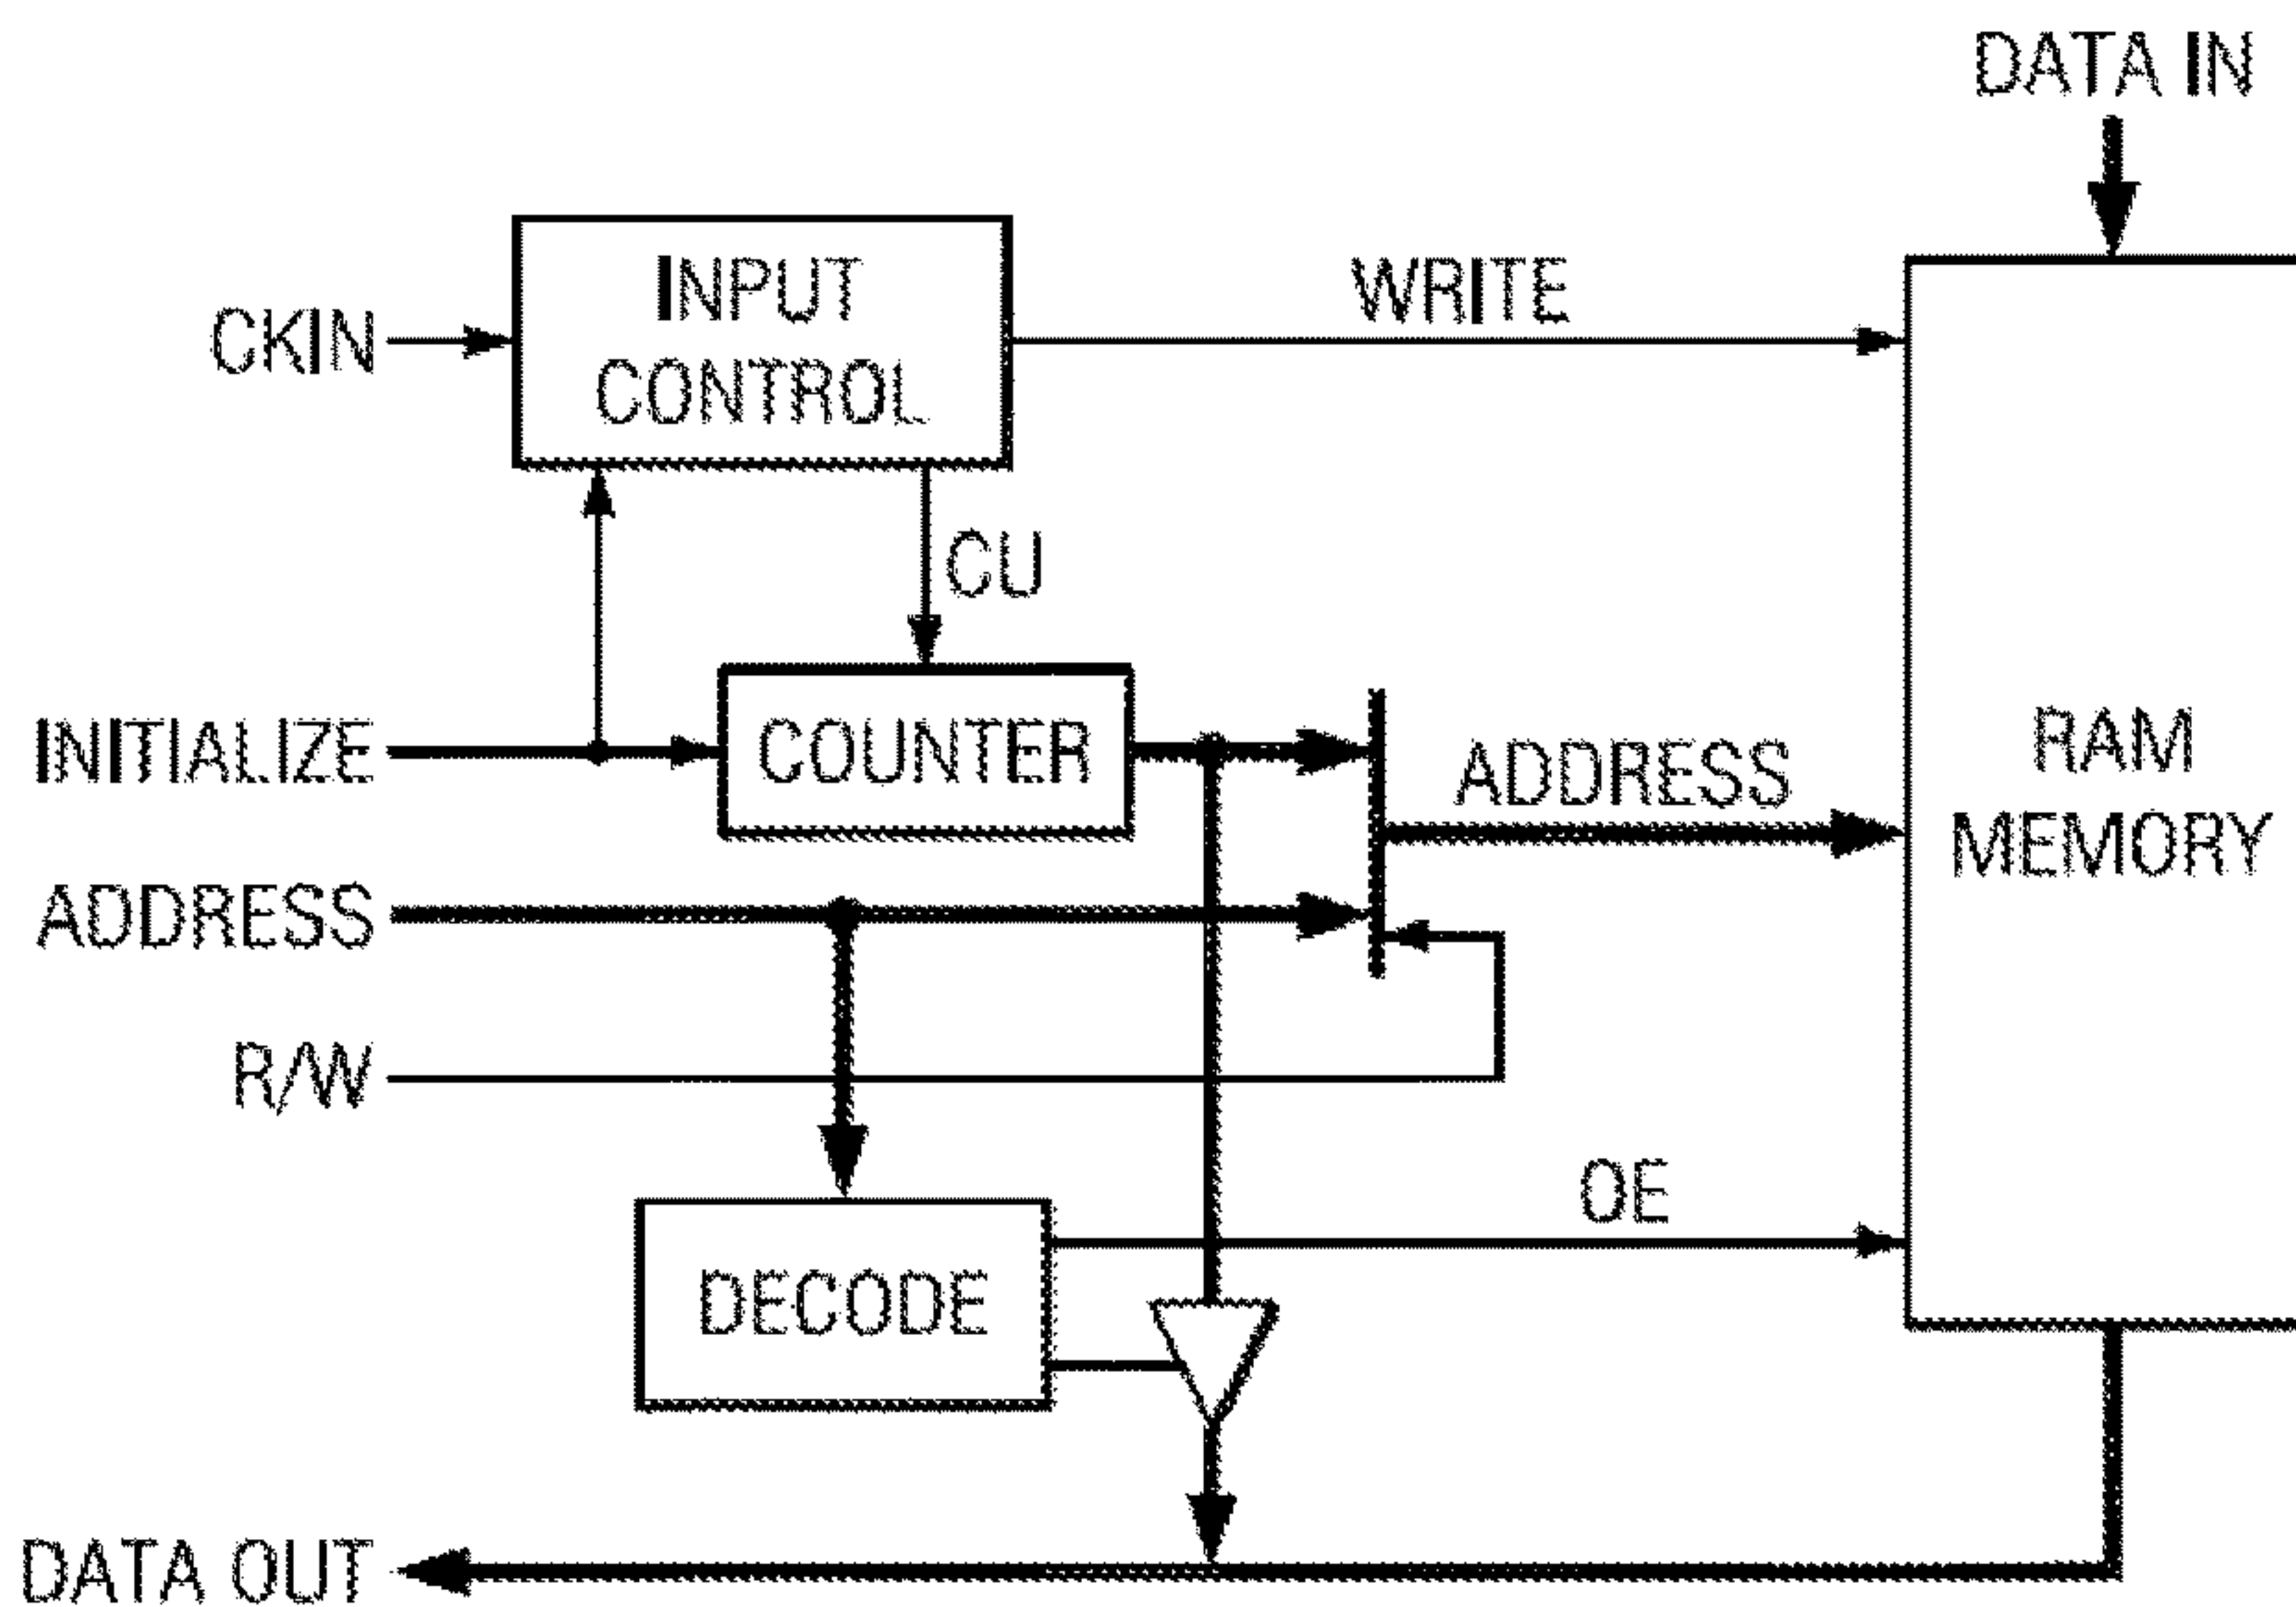 DATA IN
INPUT
CONTROL
CKIN
WRITE
CU
INITIALIZE
COUNTER
ADDRESS
RAM
MEMORY
ADDRESS
R/W
OE
DECODE
DATA OUT